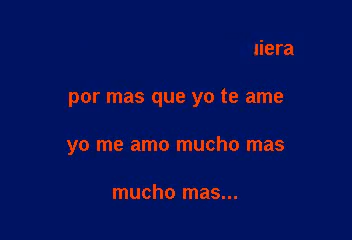 por mas que yo te ame
yo me amo mucho mas
mucho mas...